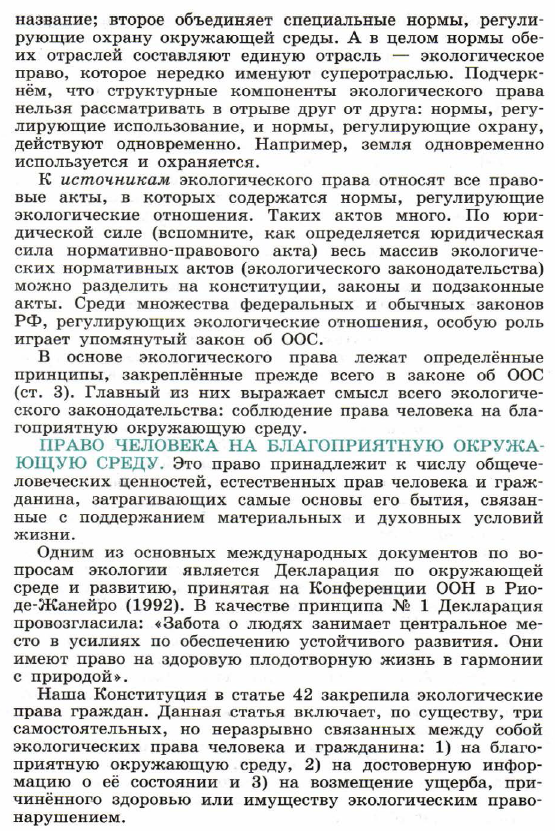 название; второе объединяет специальные нормы, регули-
рующие охрану окружающей среды. А в целом нормы обе-
их отраслей составляют единую отрасль — экологическое
право, которое нередко именуют суперотраслью. Подчерк-
нём, что структурные компоненты экологического права
нельзя рассматривать в отрыве друг от друга: нормы, регу-
лирующие использование, и нормы, регулирующие охрану,
действуют одновременно. Например, земля одновременно
используется и охраняется.
К источникам экологического права относят все право-
вые акты, в которых содержатся нормы, регулирующие
экологические отношения. Таких актов много. По юри-
дической силе (вспомните, как определяется юридическая
сила нормативно-правового акта) весь массив экологиче-
ских нормативных актов (экологического законодательства)
можно разделить на конституции, законы и подзаконные
акты. Среди множества федеральных и обычных законов
РФ, регулирующих экологические отношения, особую роль
играет упомянутый закон об ООС.
В основе экологического права лежат определённые
принципы, закреплённые прежде всего в законе об ООС
(ст. 3). Главный из них выражает смысл всего экологиче-
ского законодательства: соблюдение права человека на бла-
гоприятную окружающую среду.
ПРАВО ЧЕЛОВЕКА НА БЛАГОПРИЯТНУЮ ОКРУЖА-
ЮЩУЮ СРЕДУ. Это право принадлежит к числу общече-
ловеческих ценностей, естественных прав человека и граж-
данина, затрагивающих самые основы его бытия, связан-
ные с поддержанием материальных и духовных условий
жизни.
Одним из основных международных документов по во-
просам экологии является Декларация по окружающей
среде и развитию, принятая на Конференции ООН в Рио-
де-Жанейро (1992). В качестве принципа № 1 Декларация
провозгласила: «Забота о людях занимает центральное ме-
сто в усилиях по обеспечению устойчивого развития. Они
имеют право на здоровую плодотворную жизнь в гармонии
с природой».
Наша Конституция в статье 42 закрепила экологические
права граждан. Данная статья включает, по существу, три
самостоятельных, но неразрывно связанных между собой
экологических права человека и гражданина: 1) на благо-
приятную окружающую среду, 2) на достоверную инфор-
мацию о её состоянии и 3) на возмещение ущерба, при-
чинённого здоровью или имуществу экологическим право-
нарушением.